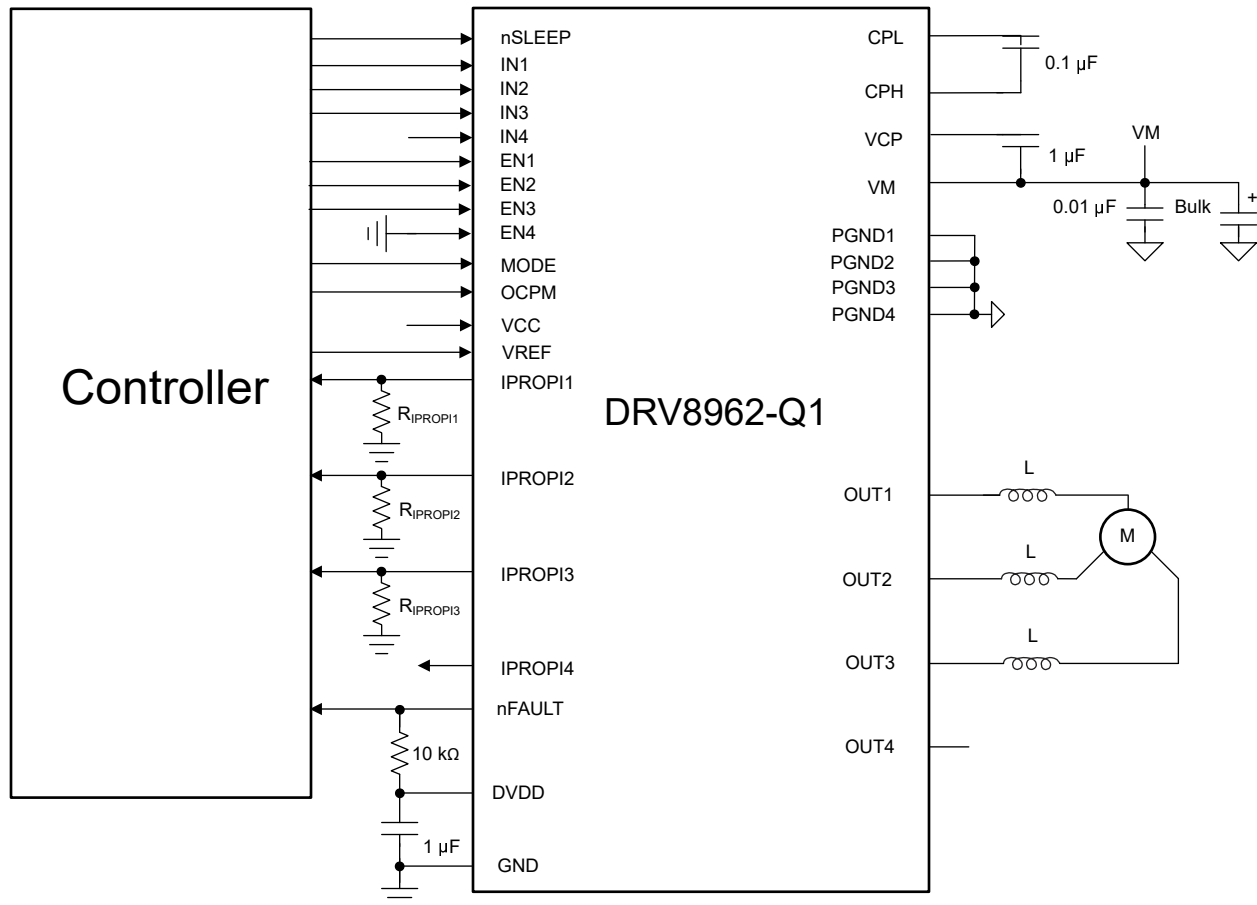 Controller
nSLEEP
IN1
IN2
IN3
IN4
EN1
EN2
EN3
EN4
MODE
OCPM
VCC
VREF
IPROPI1
RIPROPI1
IPROPI2
RIPROPI2
IPROPI3
RIPROPI3
IPROPI4
nFAULT
10 kΩ
DVDD
1 µF
GND
DRV8962-Q1
CPL
0.1 µF
CPH
VCP
1 µF
VM
VM
0.01 µF
Bulk
+
PGND1
PGND2
PGND3
PGND4
OUT1
L
M
OUT2
L
OUT3
L
OUT4